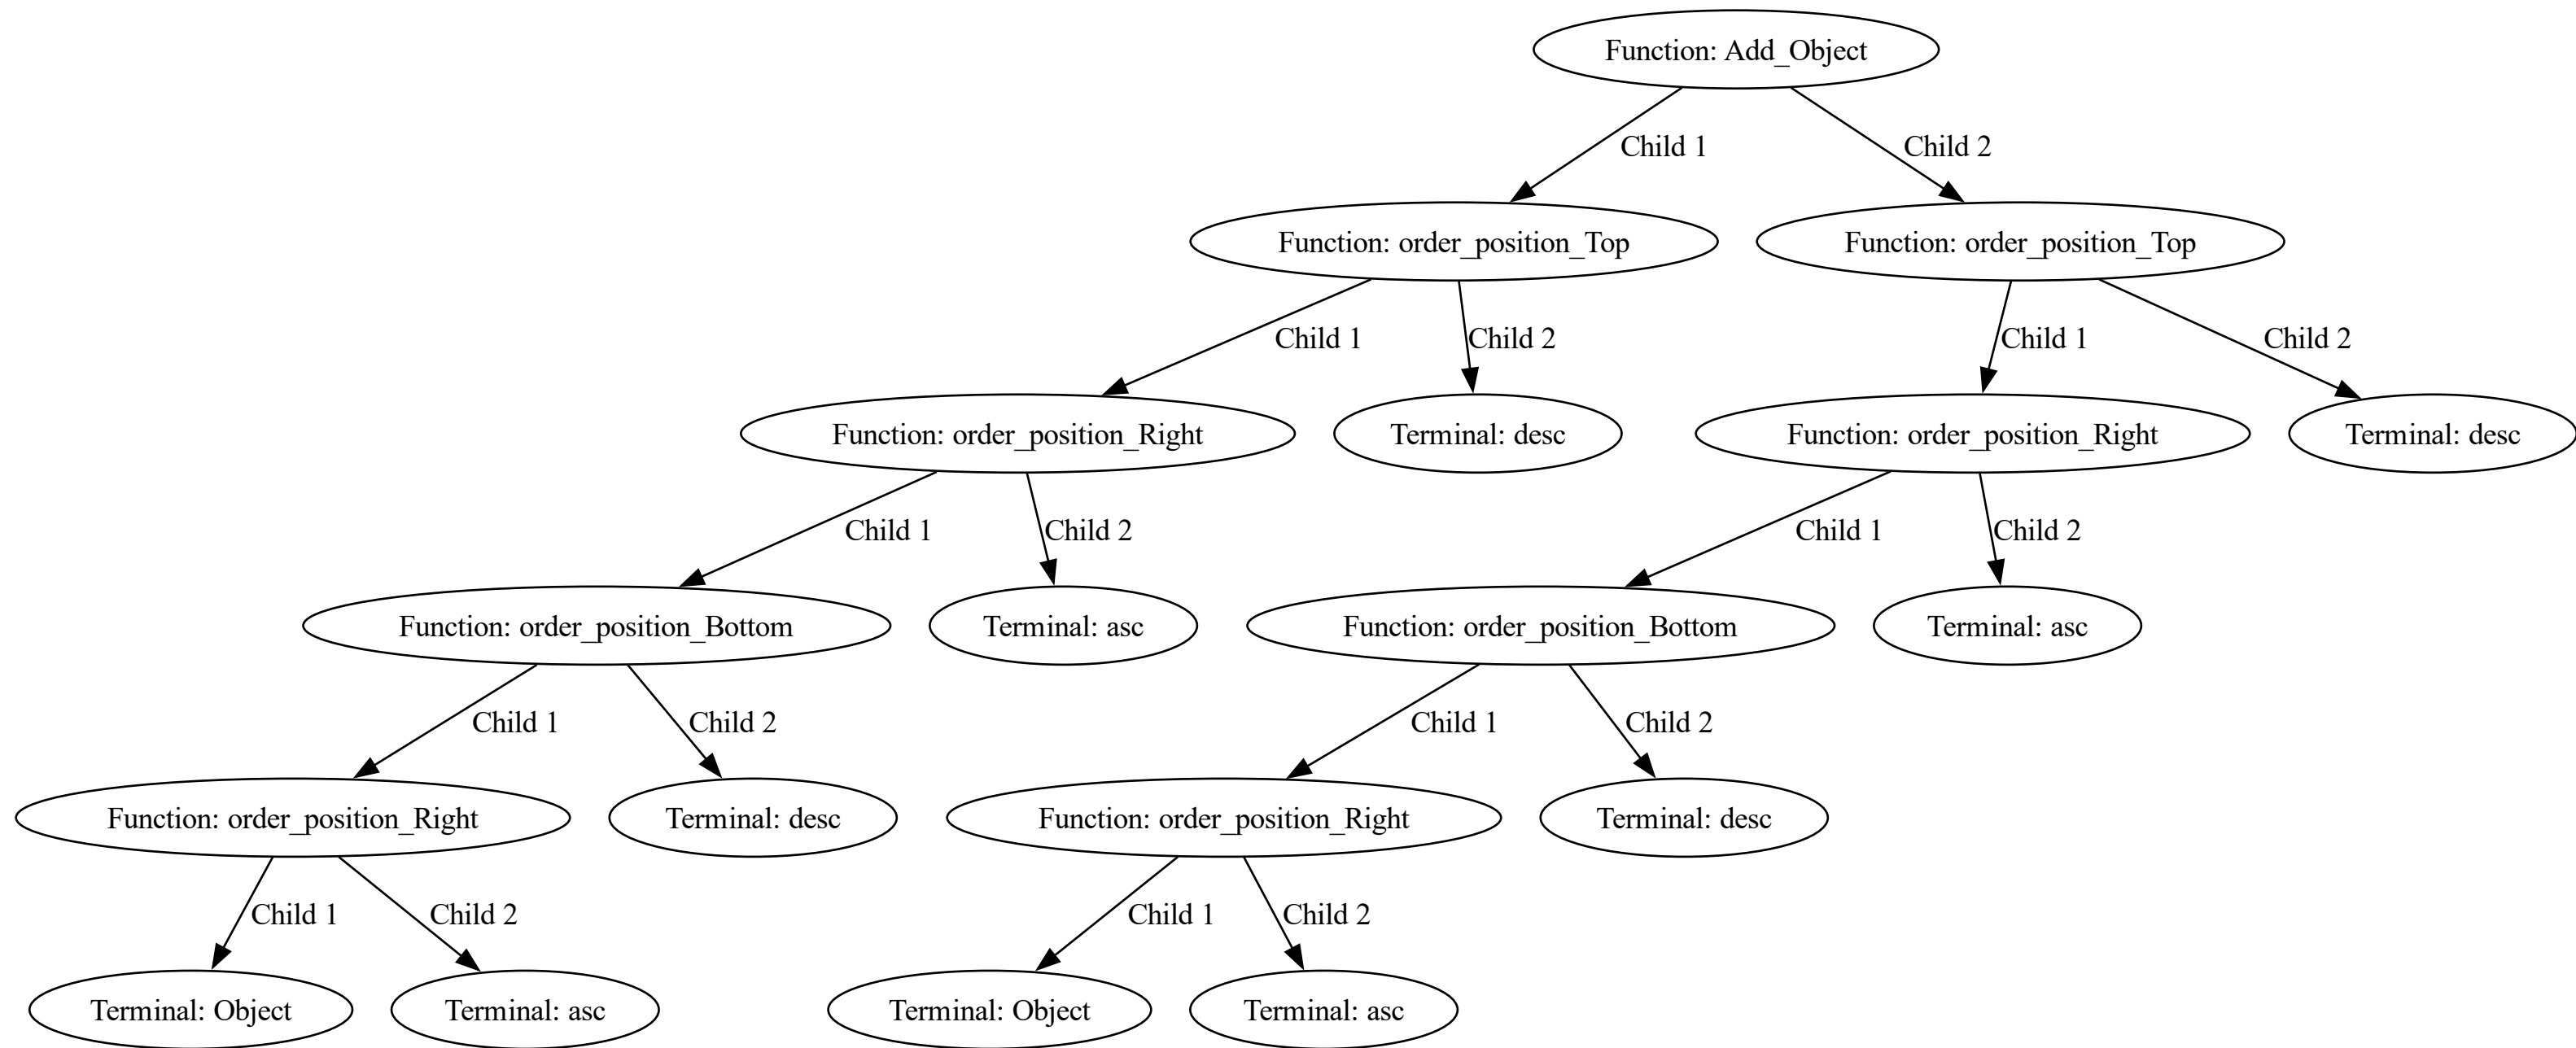 Function: Add_Object
Child 1
Child 2
Function: order_position_Top
Function: order_position_Top
Child 1
Child 2
Child 1
Child 2
Function: order_position_Right
Terminal: desc
Function: order_position_Right
Terminal: desc
Child 1
Child 2
Child 1
Child 2
Function: order_position_Bottom
Terminal: asc
Function: order_position_Bottom
Terminal: asc
Child 1
Child 2
Child 1
Child 2
Function: order_position_Right
Terminal: desc
Function: order_position_Right
Terminal: desc
Child 1
Child 2
Child 1
Child 2
Terminal: Object
Terminal: asc
Terminal: Object
Terminal: asc